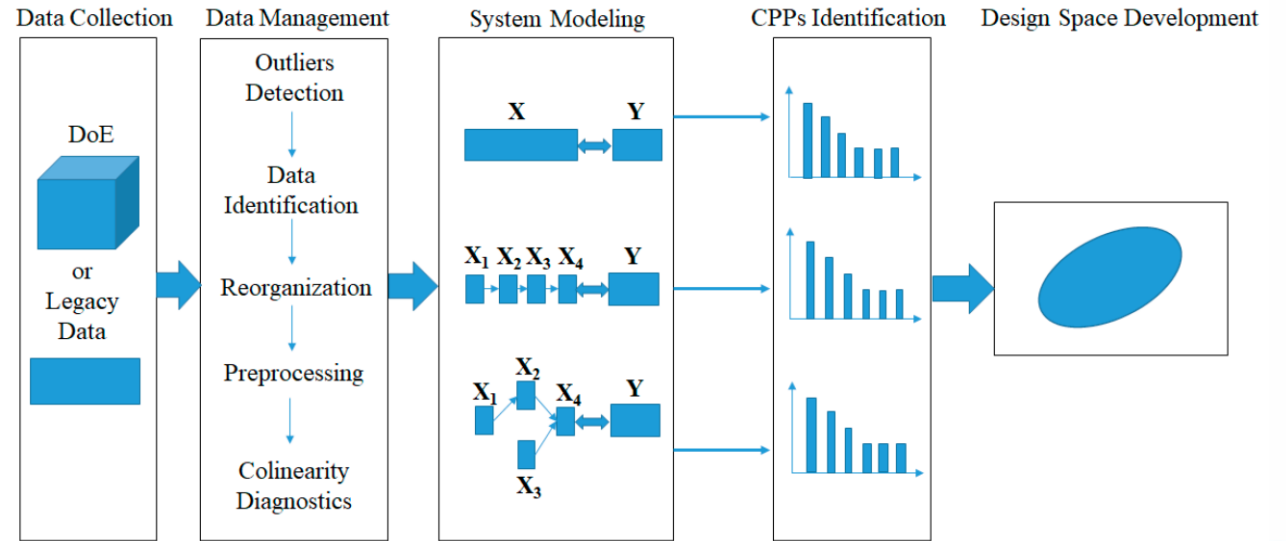 Data Collection
Data Management
System Modeling
CPPs Identification
Design Space Development
DoE
or
Legacy
Data
Outliers
Detection
Data
Identification
Reorganization
Preprocessing
Colinearity
Diagnostics
X Y
X₁ X₂ X₃ X₄ Y
X₂
X₁ X₄ Y
X₃